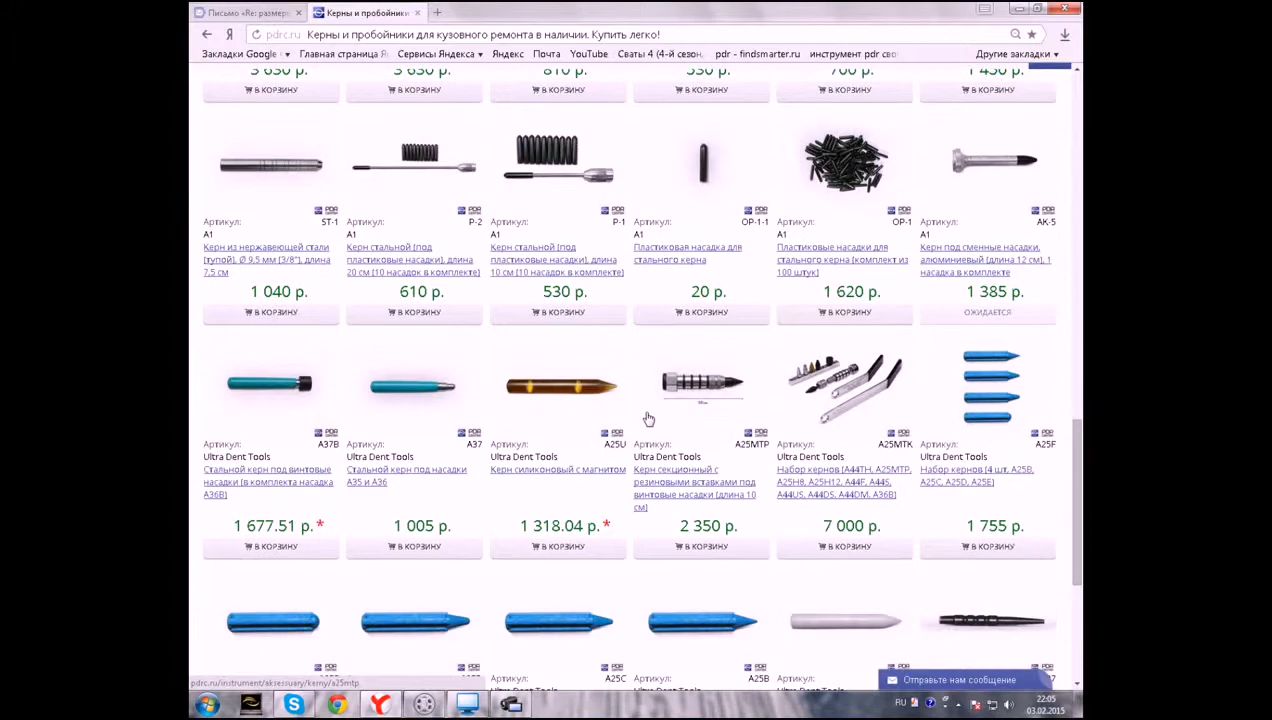 Письмо «Re: размер
Керны и пробойники
pdrc.ru Керны и пробойники для кузовного ремонта в наличии. Купить легко!
Закладки Google Главная страница Я Сервисы Яндекса Яндекс Почта YouTube Сваты 4 (4-й сезон, pdr - findsmarter.ru инструмент pdr сво Другие закладки
3 630 р. 3 630 р. 810 р. 530 р. 700 р. 1 430 р.
В КОРЗИНУ В КОРЗИНУ В КОРЗИНУ В КОРЗИНУ В КОРЗИНУ В КОРЗИНУ
Артикул: ST-1 Артикул: P-2 Артикул: P-1 Артикул: OP-1-1 Артикул: OP-1 Артикул: AK-5
A1 A1 A1 A1 A1 A1
Керн из нержавеющей стали Керн стальной (под Керн стальной (под Пластиковая насадка для Пластиковые насадки для Керн под сменные насадки,
(тупой), Ø 9,5 мм (3/8"), длина пластиковые насадки), длина пластиковые насадки), длина стального керна стального керна (комплект из алюминиевый (длина 12 см), 1
7,5 см 20 см (10 насадок в комплекте) 10 см (10 насадок в комплекте) 100 штук) насадка в комплекте
1 040 р. 610 р. 530 р. 20 р. 1 620 р. 1 385 р.
В КОРЗИНУ В КОРЗИНУ В КОРЗИНУ В КОРЗИНУ В КОРЗИНУ ОЖИДАЕТСЯ
Артикул: A37B Артикул: A37 Артикул: A25U Артикул: A25MTP Артикул: A25MTK Артикул: A25F
Ultra Dent Tools Ultra Dent Tools Ultra Dent Tools Ultra Dent Tools Ultra Dent Tools Ultra Dent Tools
Стальной керн под винтовые Стальной керн под насадки Керн силиконовый с магнитом Керн секционный с Набор кернов (A44TH, A25MTP, Набор кернов (4 шт, A25B,
насадки (в комплекта насадка A35 и A36 резиновыми вставками под A25H8, A25H12, A44F, A44S, A25C, A25D, A25E)
A36B) винтовые насадки (длина 10 A44US, A44DS, A44DM, A36B)
см)
1 677.51 р. * 1 005 р. 1 318.04 р. * 2 350 р. 7 000 р. 1 755 р.
В КОРЗИНУ В КОРЗИНУ В КОРЗИНУ В КОРЗИНУ В КОРЗИНУ В КОРЗИНУ
A25C A25B
pdrc.ru/instrument/aksessuary/kerny/a25mtp
Отправьте нам сообщение
RU 22:05
03.02.2015